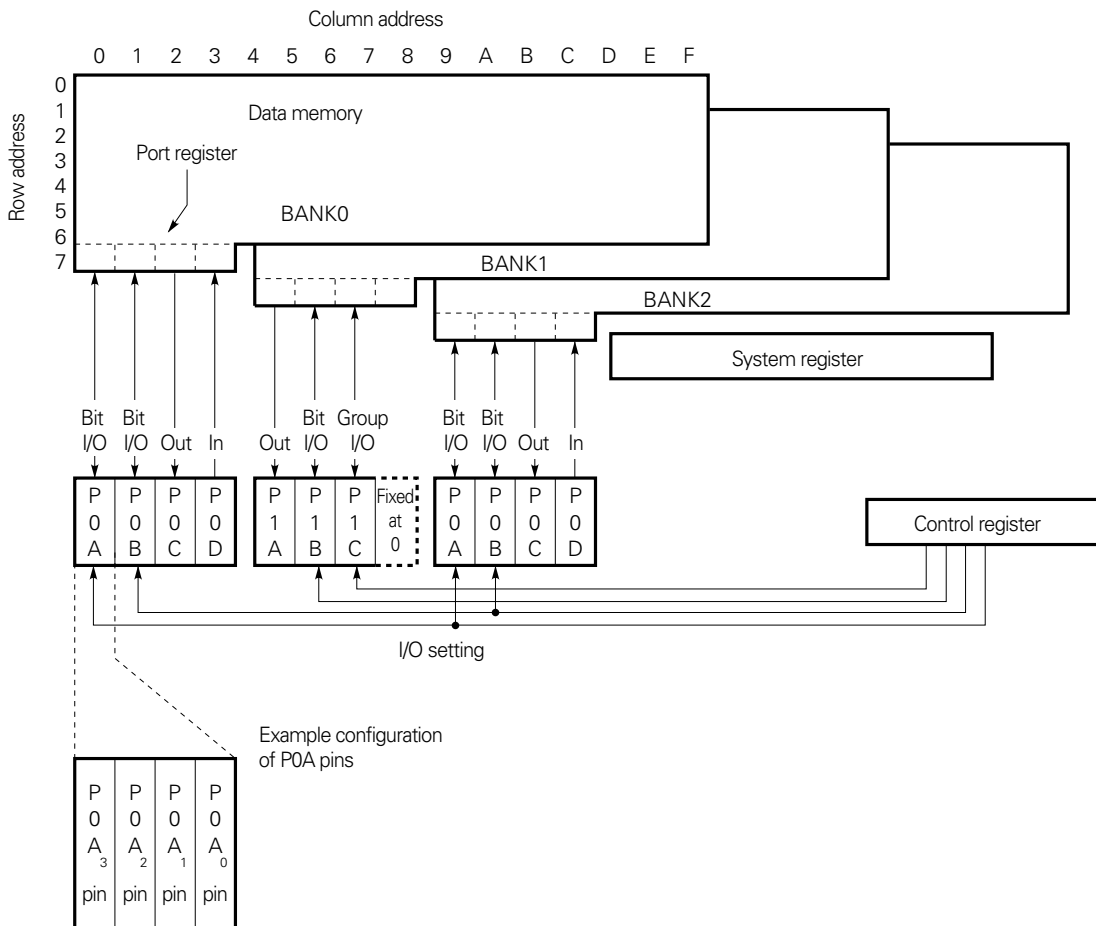 Column address
0 1 2 3 4 5 6 7 8 9 A B C D E F
Row address
0
1
2
3
4
5
6
7
Data memory
Port register
BANK0
BANK1
BANK2
System register
Bit I/O
Bit I/O
Out
In
Out
Bit I/O
Group I/O
Bit I/O
Bit I/O
Out
In
P0A
P0B
P0C
P0D
P1A
P1B
P1C
Fixed at 0
P0A
P0B
P0C
P0D
Control register
I/O setting
Example configuration
of P0A pins
P0A3 pin
P0A2 pin
P0A1 pin
P0A0 pin